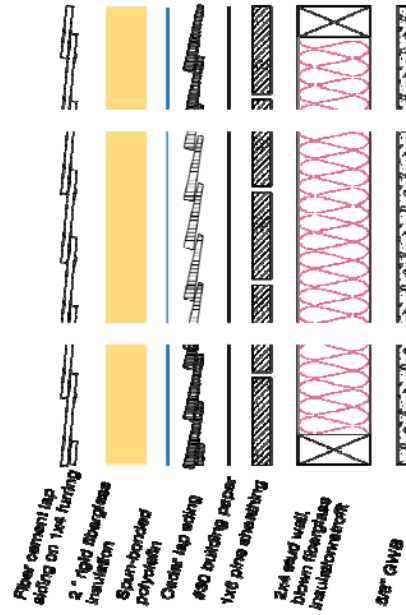 Fiber cement lap
siding on 1x4 furring
2" rigid fiberglass
insulation
Spun-bonded
polyolefin
Cedar lap siding
#30 building paper
1x6 pine sheathing
2x4 stud wall,
blown fiberglass
insulation
5/8" GWB